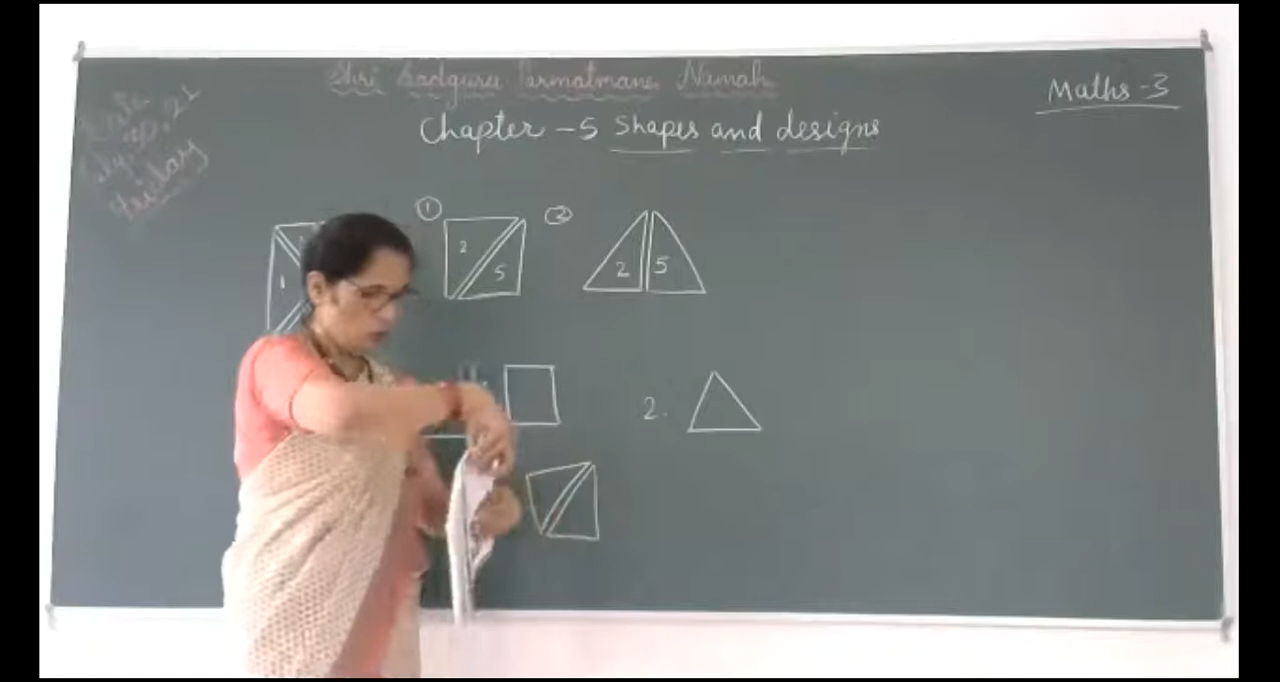 Shri Sadguru Parmatmane Namah
Maths-3
Chapter -5 Shapes and designs
Friday
① ②
1 2 5 2 5
2.